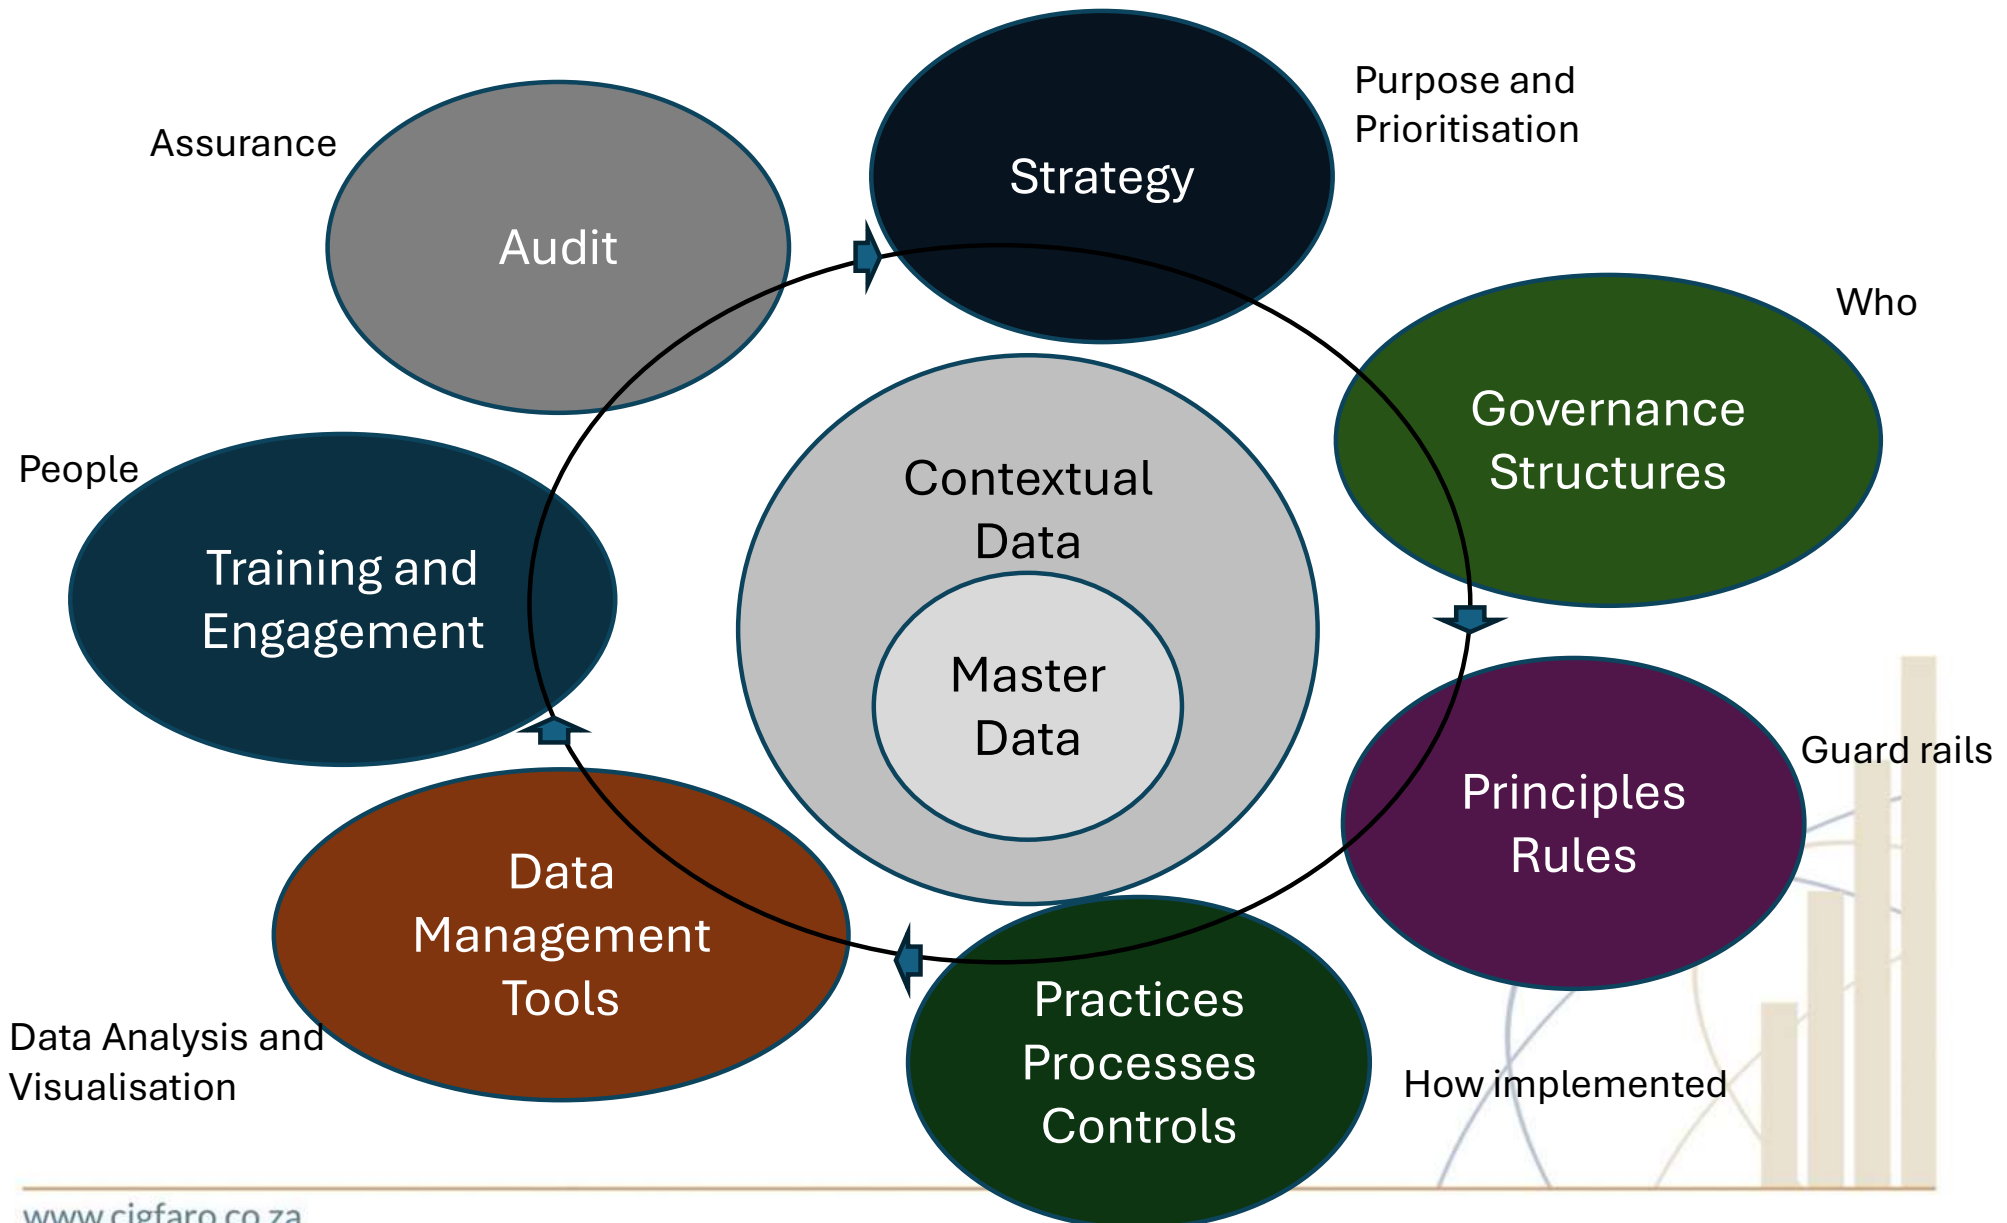 Purpose and
Prioritisation
Strategy
Assurance
Audit
Who
Governance
Structures
People
Training and
Engagement
Contextual
Data
Master
Data
Guard rails
Principles
Rules
Data
Management
Tools
Data Analysis and
Visualisation
Practices
Processes
Controls
How implemented
www.cigfaro.co.za